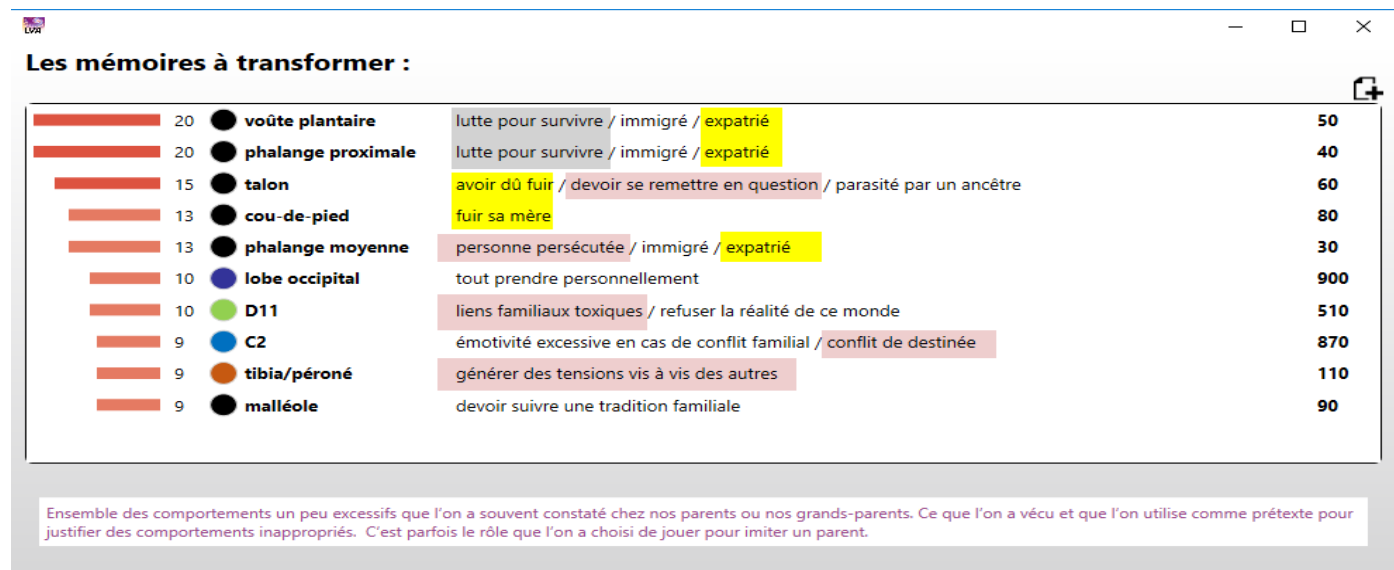 LYA
Les mémoires à transformer :
20 voûte plantaire lutte pour survivre / immigré / expatrié 50
20 phalange proximale lutte pour survivre / immigré / expatrié 40
15 talon avoir dû fuir / devoir se remettre en question / parasité par un ancêtre 60
13 cou-de-pied fuir sa mère 80
13 phalange moyenne personne persécutée / immigré / expatrié 30
10 lobe occipital tout prendre personnellement 900
10 D11 liens familiaux toxiques / refuser la réalité de ce monde 510
9 C2 émotivité excessive en cas de conflit familial / conflit de destinée 870
9 tibia/péroné générer des tensions vis à vis des autres 110
9 malléole devoir suivre une tradition familiale 90
Ensemble des comportements un peu excessifs que l'on a souvent constaté chez nos parents ou nos grands-parents. Ce que l'on a vécu et que l'on utilise comme prétexte pour
justifier des comportements inappropriés. C'est parfois le rôle que l'on a choisi de jouer pour imiter un parent.